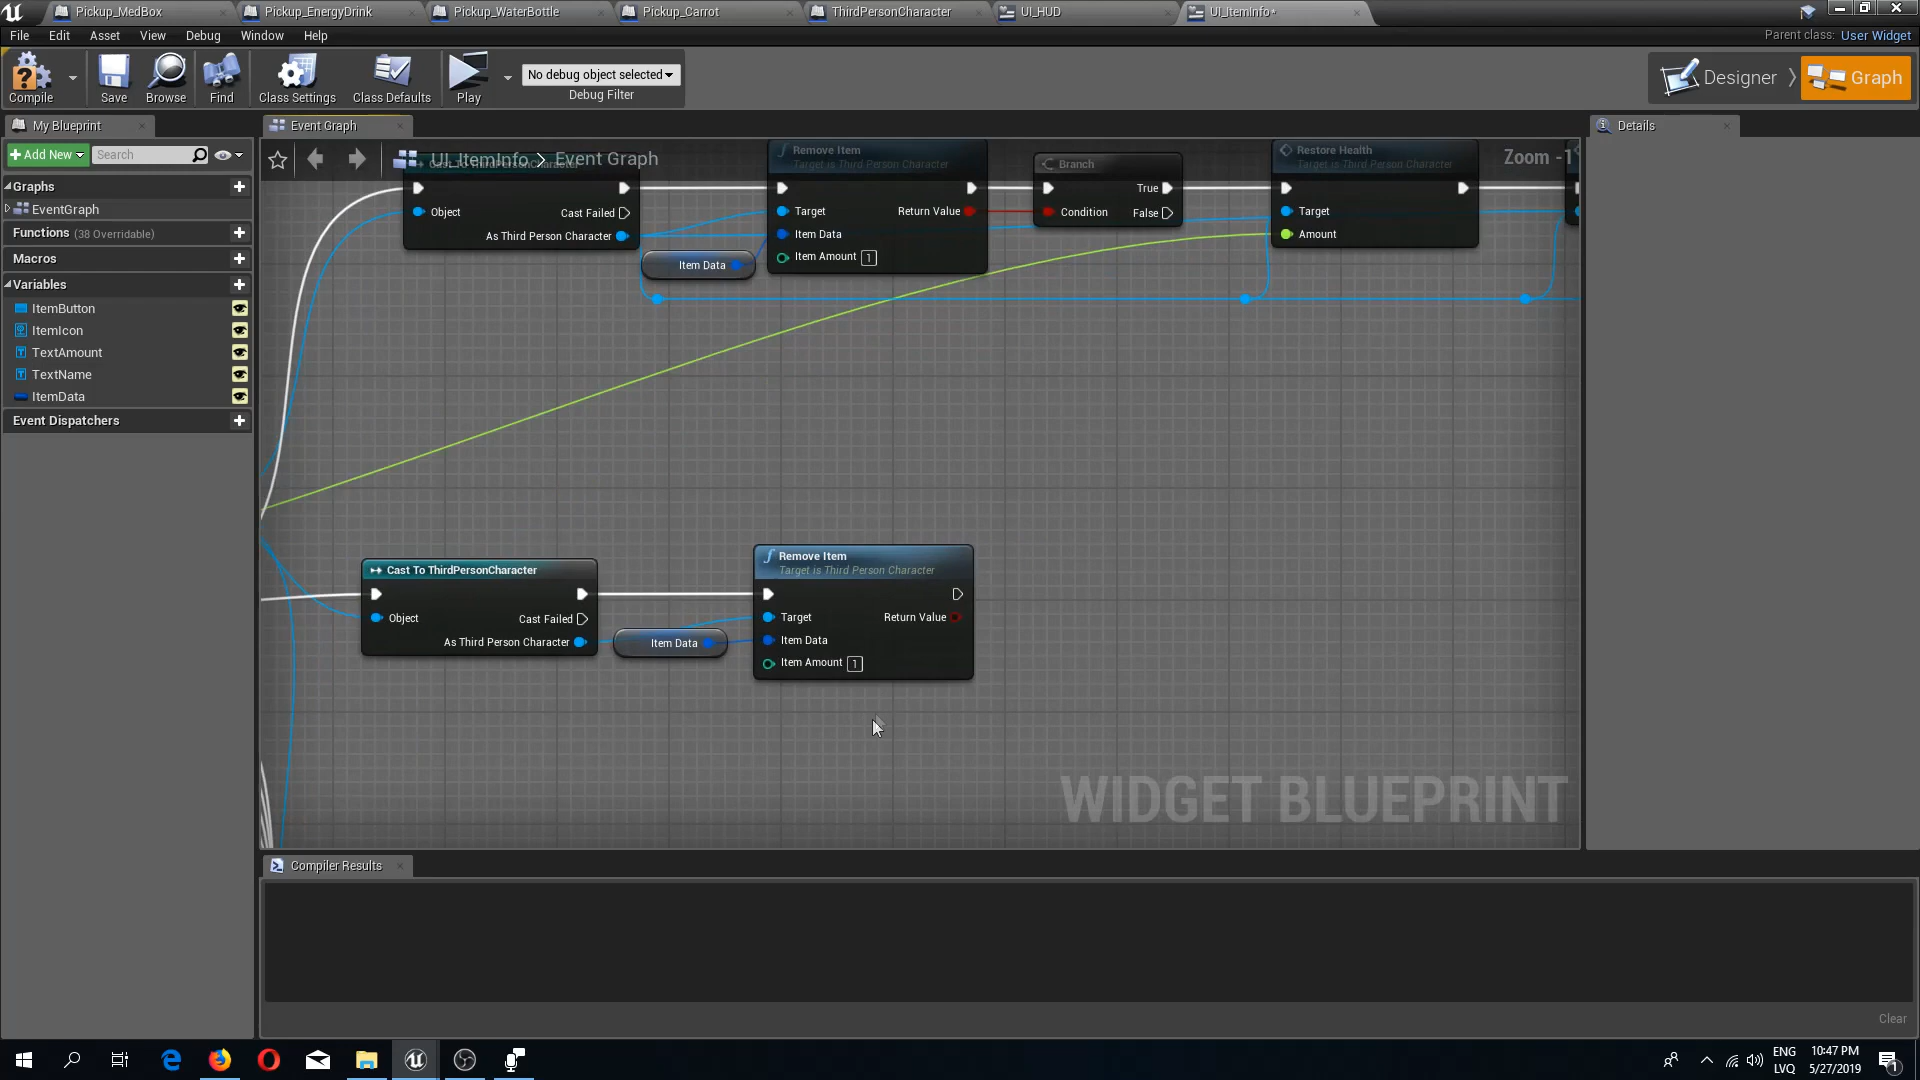 Pickup_MedBox
Pickup_EnergyDrink
Pickup_WaterBottle
Pickup_Carrot
ThirdPersonCharacter
UI_HUD
UI_ItemInfo*
File Edit Asset View Debug Window Help
Parent class: User Widget
Compile
Save
Browse
Find
Class Settings
Class Defaults
Play
No debug object selected
Debug Filter
Designer
Graph
My Blueprint
Event Graph
Details
Add New
Search
UI_ItemInfo > Event Graph
Zoom -1
Graphs
EventGraph
Functions (38 Overridable)
Macros
Variables
ItemButton
ItemIcon
TextAmount
TextName
ItemData
Event Dispatchers
Cast To ThirdPersonCharacter
Object
Cast Failed
As Third Person Character
Item Data
Remove Item
Target is Third Person Character
Target
Return Value
Item Data
Item Amount 1
Branch
True
Condition
False
Restore Health
Target is Third Person Character
Target
Amount
Cast To ThirdPersonCharacter
Object
Cast Failed
As Third Person Character
Item Data
Remove Item
Target is Third Person Character
Target
Return Value
Item Data
Item Amount 1
WIDGET BLUEPRINT
Compiler Results
Clear
ENG
LVQ
10:47 PM
5/27/2019
1